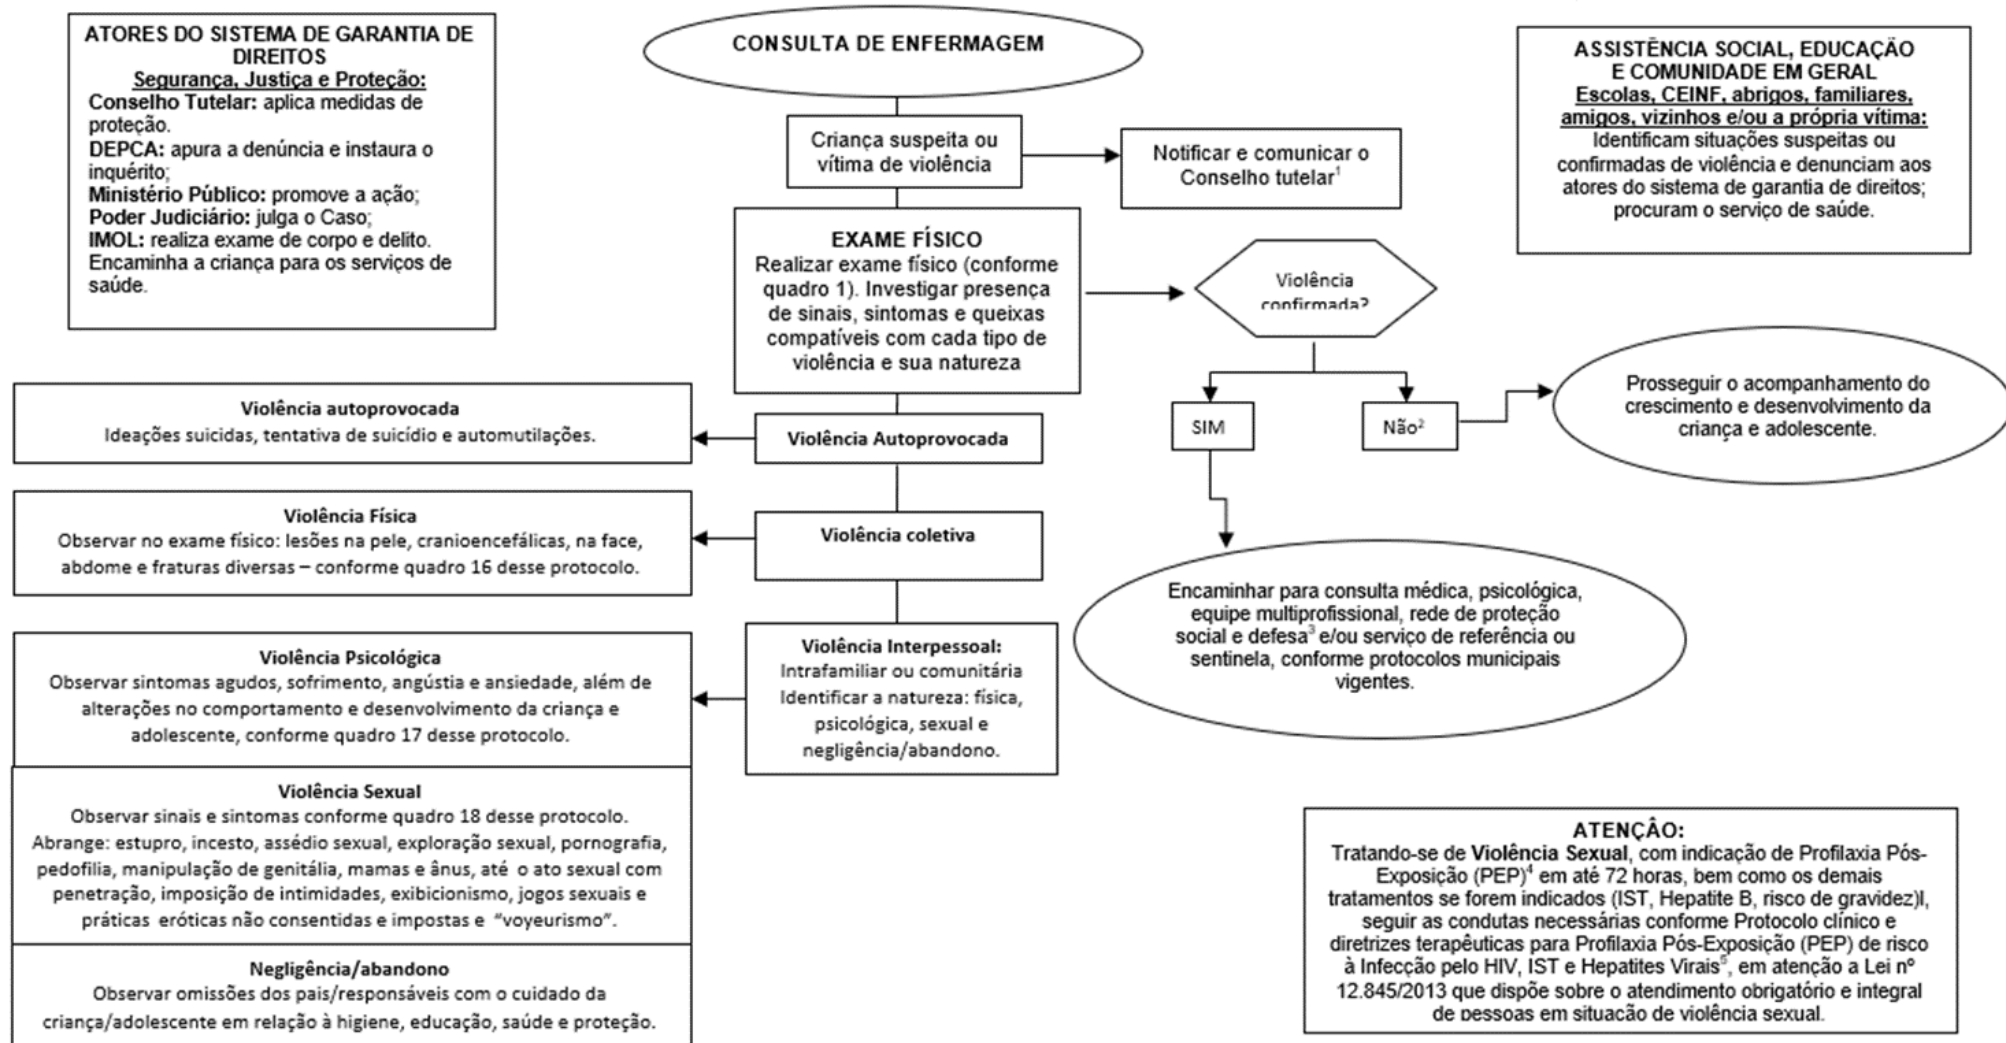 ATORES DO SISTEMA DE GARANTIA DE
DIREITOS
Segurança, Justiça e Proteção:
Conselho Tutelar: aplica medidas de
proteção.
DEPCA: apura a denúncia e instaura o
inquérito;
Ministério Público: promove a ação;
Poder Judiciário: julga o Caso;
IMOL: realiza exame de corpo e delito.
Encaminha a criança para os serviços de
saúde.
CONSULTA DE ENFERMAGEM
Criança suspeita ou
vítima de violência
Notificar e comunicar o
Conselho tutelar¹
ASSISTÊNCIA SOCIAL, EDUCAÇÃO
E COMUNIDADE EM GERAL
Escolas, CEINF, abrigos, familiares,
amigos, vizinhos e/ou a própria vítima:
Identificam situações suspeitas ou
confirmadas de violência e denunciam aos
atores do sistema de garantia de direitos;
procuram o serviço de saúde.
EXAME FÍSICO
Realizar exame físico (conforme
quadro 1). Investigar presença
de sinais, sintomas e queixas
compatíveis com cada tipo de
violência e sua natureza
Violência
confirmada?
SIM
Não²
Prosseguir o acompanhamento do
crescimento e desenvolvimento da
criança e adolescente.
Violência autoprovocada
Ideações suicidas, tentativa de suicídio e automutilações.
Violência Autoprovocada
Violência Física
Observar no exame físico: lesões na pele, cranioencefálicas, na face,
abdome e fraturas diversas – conforme quadro 16 desse protocolo.
Violência coletiva
Encaminhar para consulta médica, psicológica,
equipe multiprofissional, rede de proteção
social e defesa³ e/ou serviço de referência ou
sentinela, conforme protocolos municipais
vigentes.
Violência Psicológica
Observar sintomas agudos, sofrimento, angústia e ansiedade, além de
alterações no comportamento e desenvolvimento da criança e
adolescente, conforme quadro 17 desse protocolo.
Violência Interpessoal:
Intrafamiliar ou comunitária
Identificar a natureza: física,
psicológica, sexual e
negligência/abandono.
Violência Sexual
Observar sinais e sintomas conforme quadro 18 desse protocolo.
Abrange: estupro, incesto, assédio sexual, exploração sexual, pornografia,
pedofilia, manipulação de genitália, mamas e ânus, até o ato sexual com
penetração, imposição de intimidades, exibicionismo, jogos sexuais e
práticas eróticas não consentidas e impostas e “voyeurismo”.
Negligência/abandono
Observar omissões dos pais/responsáveis com o cuidado da
criança/adolescente em relação à higiene, educação, saúde e proteção.
ATENÇÃO:
Tratando-se de Violência Sexual, com indicação de Profilaxia Pós-
Exposição (PEP)⁴ em até 72 horas, bem como os demais
tratamentos se forem indicados (IST, Hepatite B, risco de gravidez)l,
seguir as condutas necessárias conforme Protocolo clínico e
diretrizes terapêuticas para Profilaxia Pós-Exposição (PEP) de risco
à Infecção pelo HIV, IST e Hepatites Virais⁵, em atenção a Lei nº
12.845/2013 que dispõe sobre o atendimento obrigatório e integral
de pessoas em situação de violência sexual.